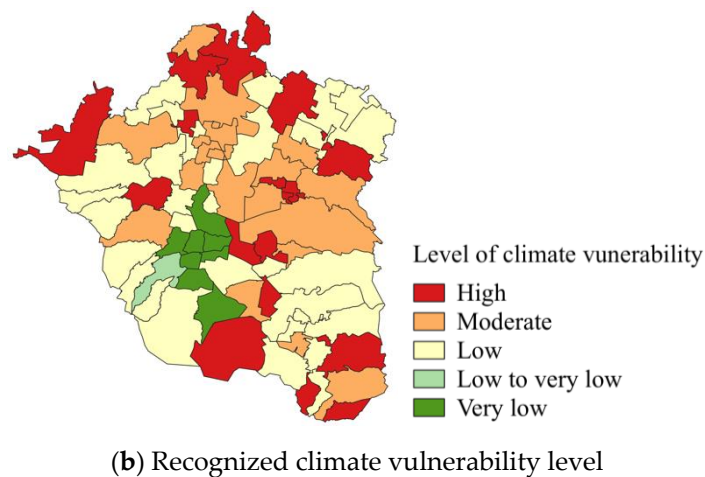 Level of climate vunerability
High
Moderate
Low
Low to very low
Very low
(b) Recognized climate vulnerability level